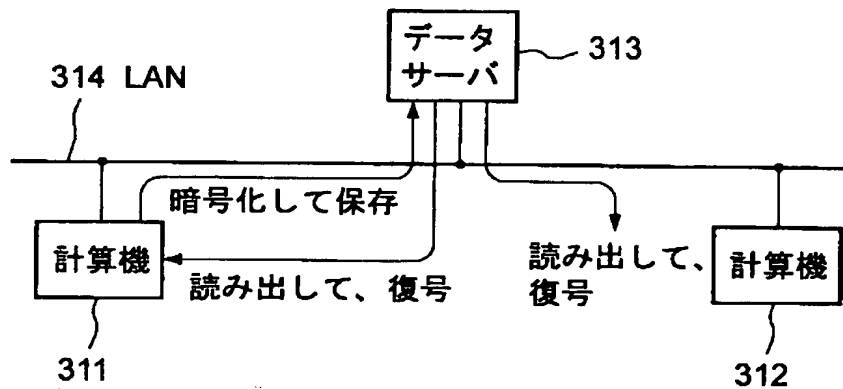 データ
サーバ
313
314 LAN
暗号化して保存
計算機
読み出して、復号
読み出して、
復号
計算機
311
312